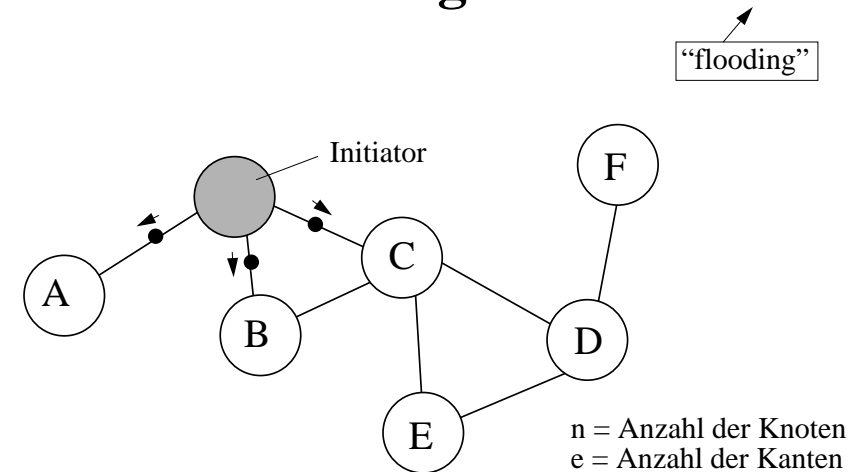 “flooding”
Initiator
F
C
A
B
D
E
n = Anzahl der Knoten
e = Anzahl der Kanten